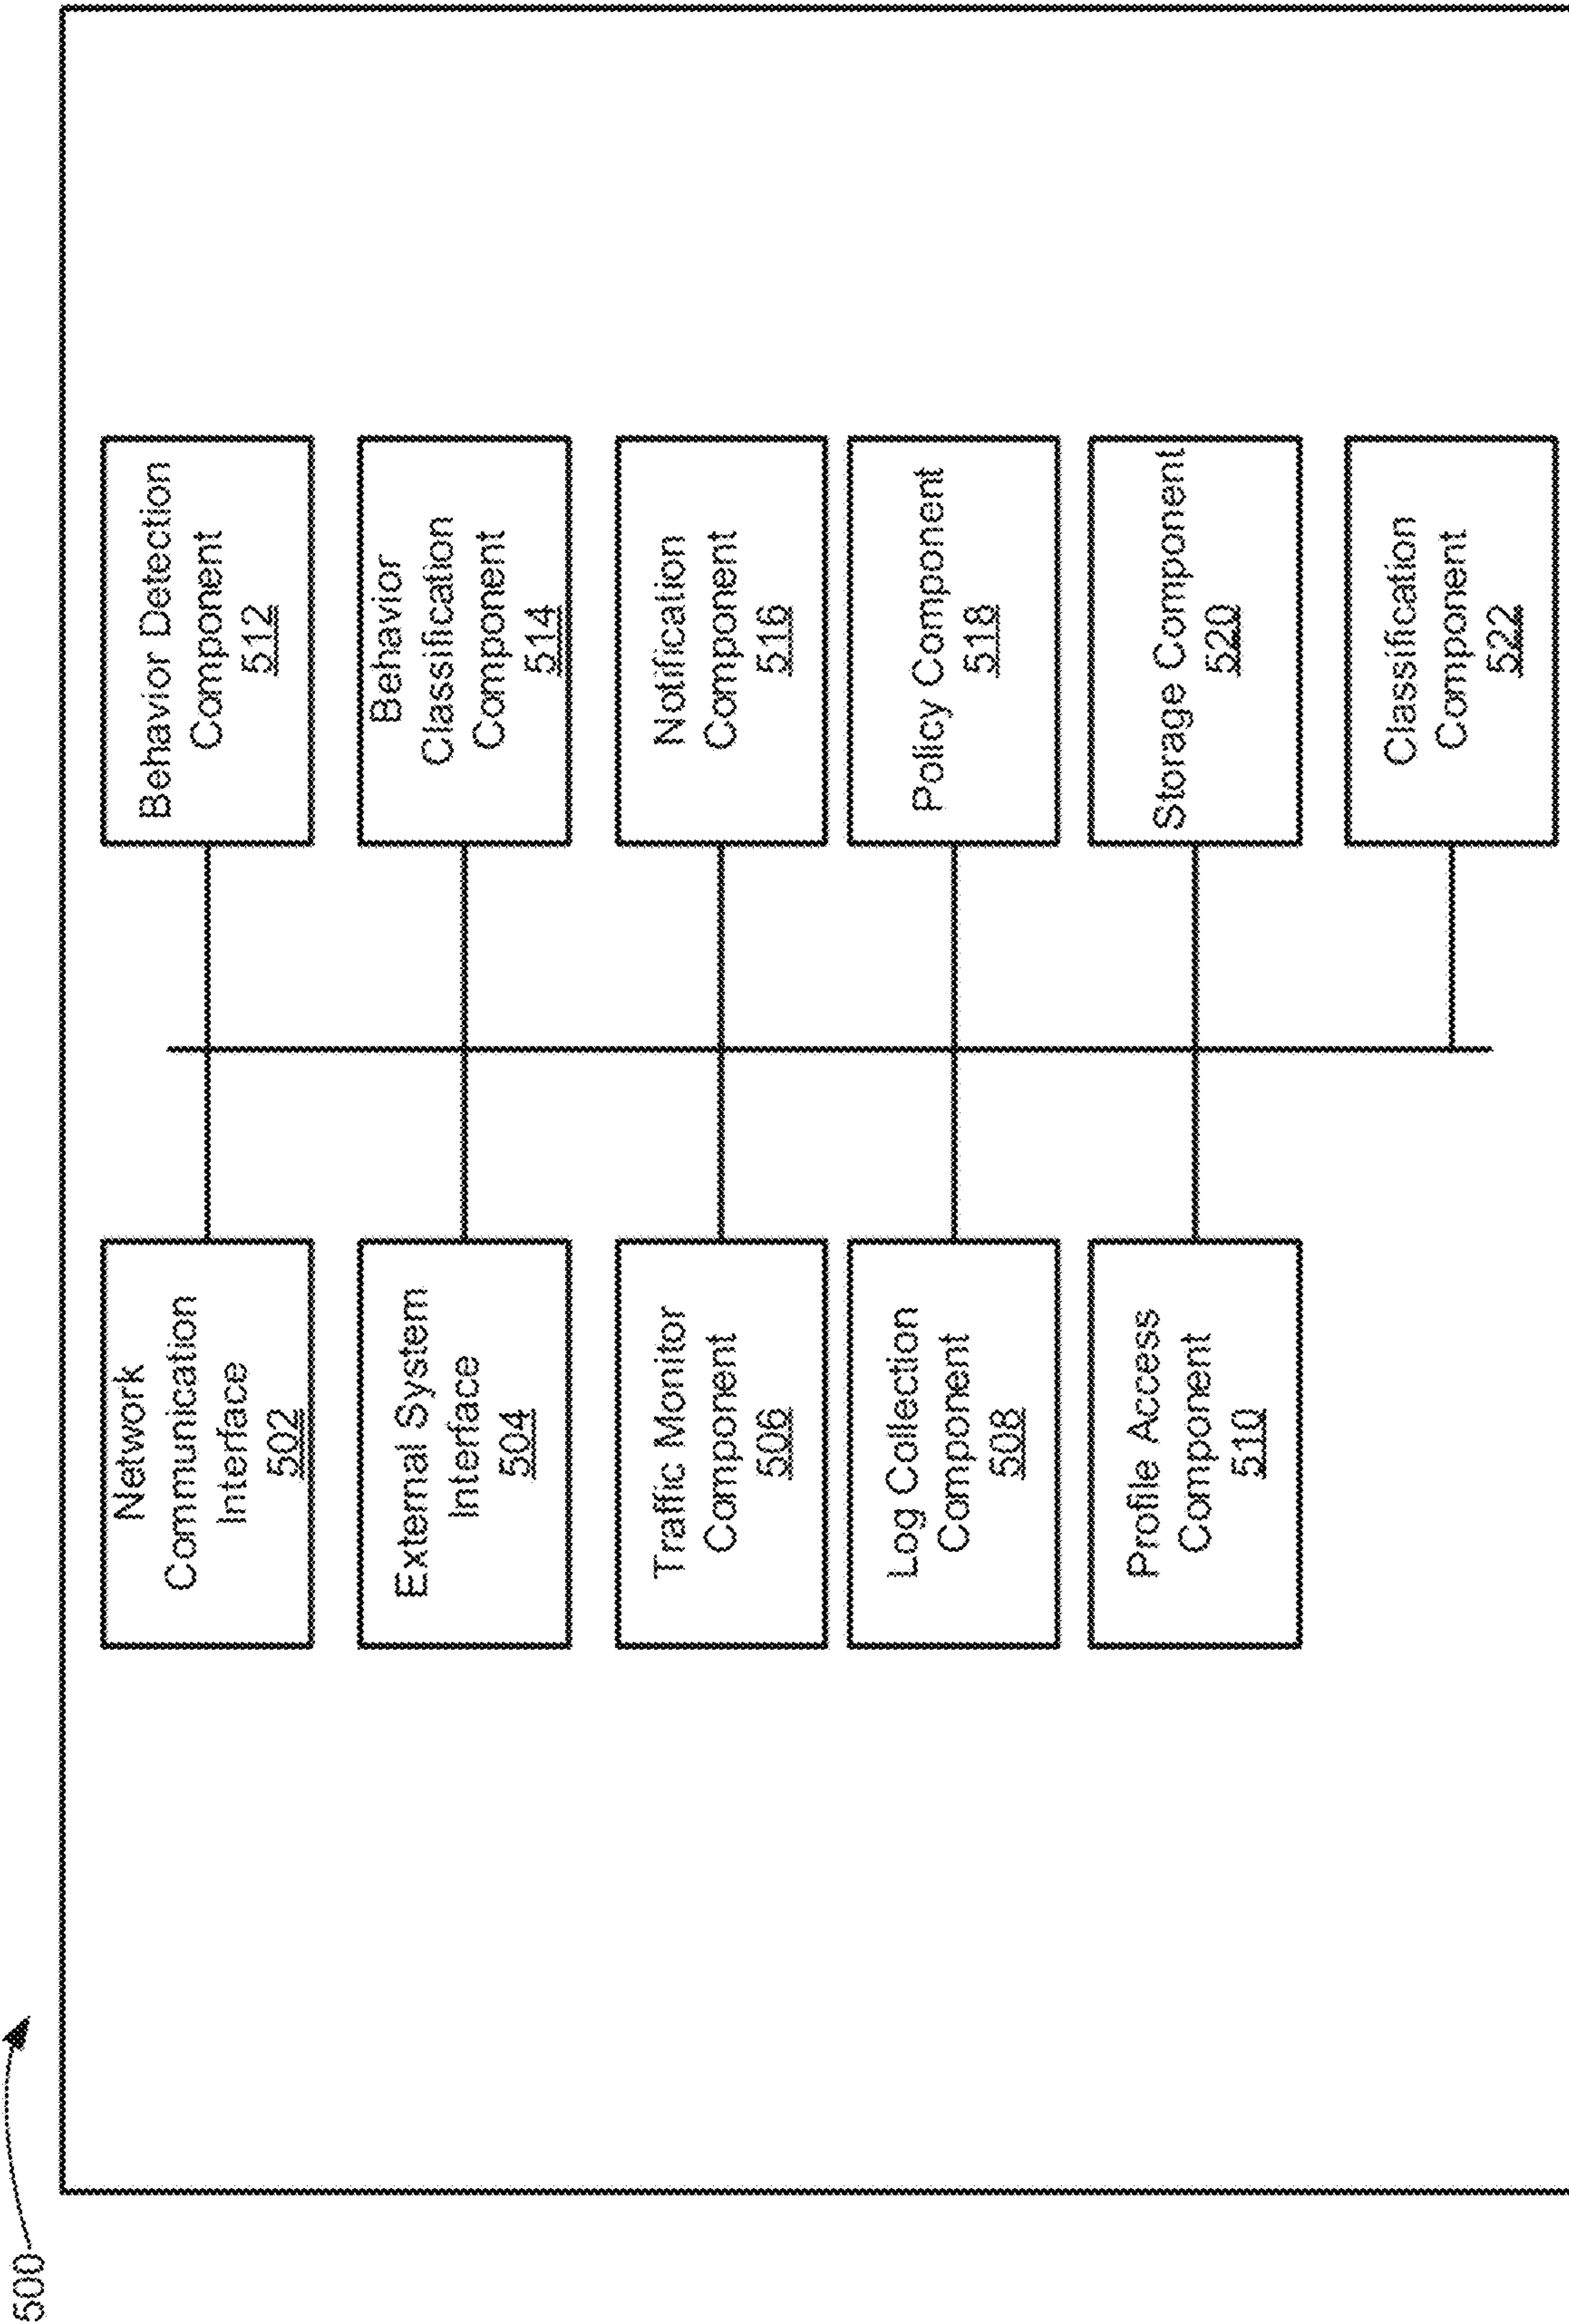 500
Network
Communication
Interface
502
External System
Interface
504
Traffic Monitor
Component
506
Log Collection
Component
508
Profile Access
Component
510
Behavior Detection
Component
512
Behavior
Classification
Component
514
Notification
Component
516
Policy Component
518
Storage Component
520
Classification
Component
522